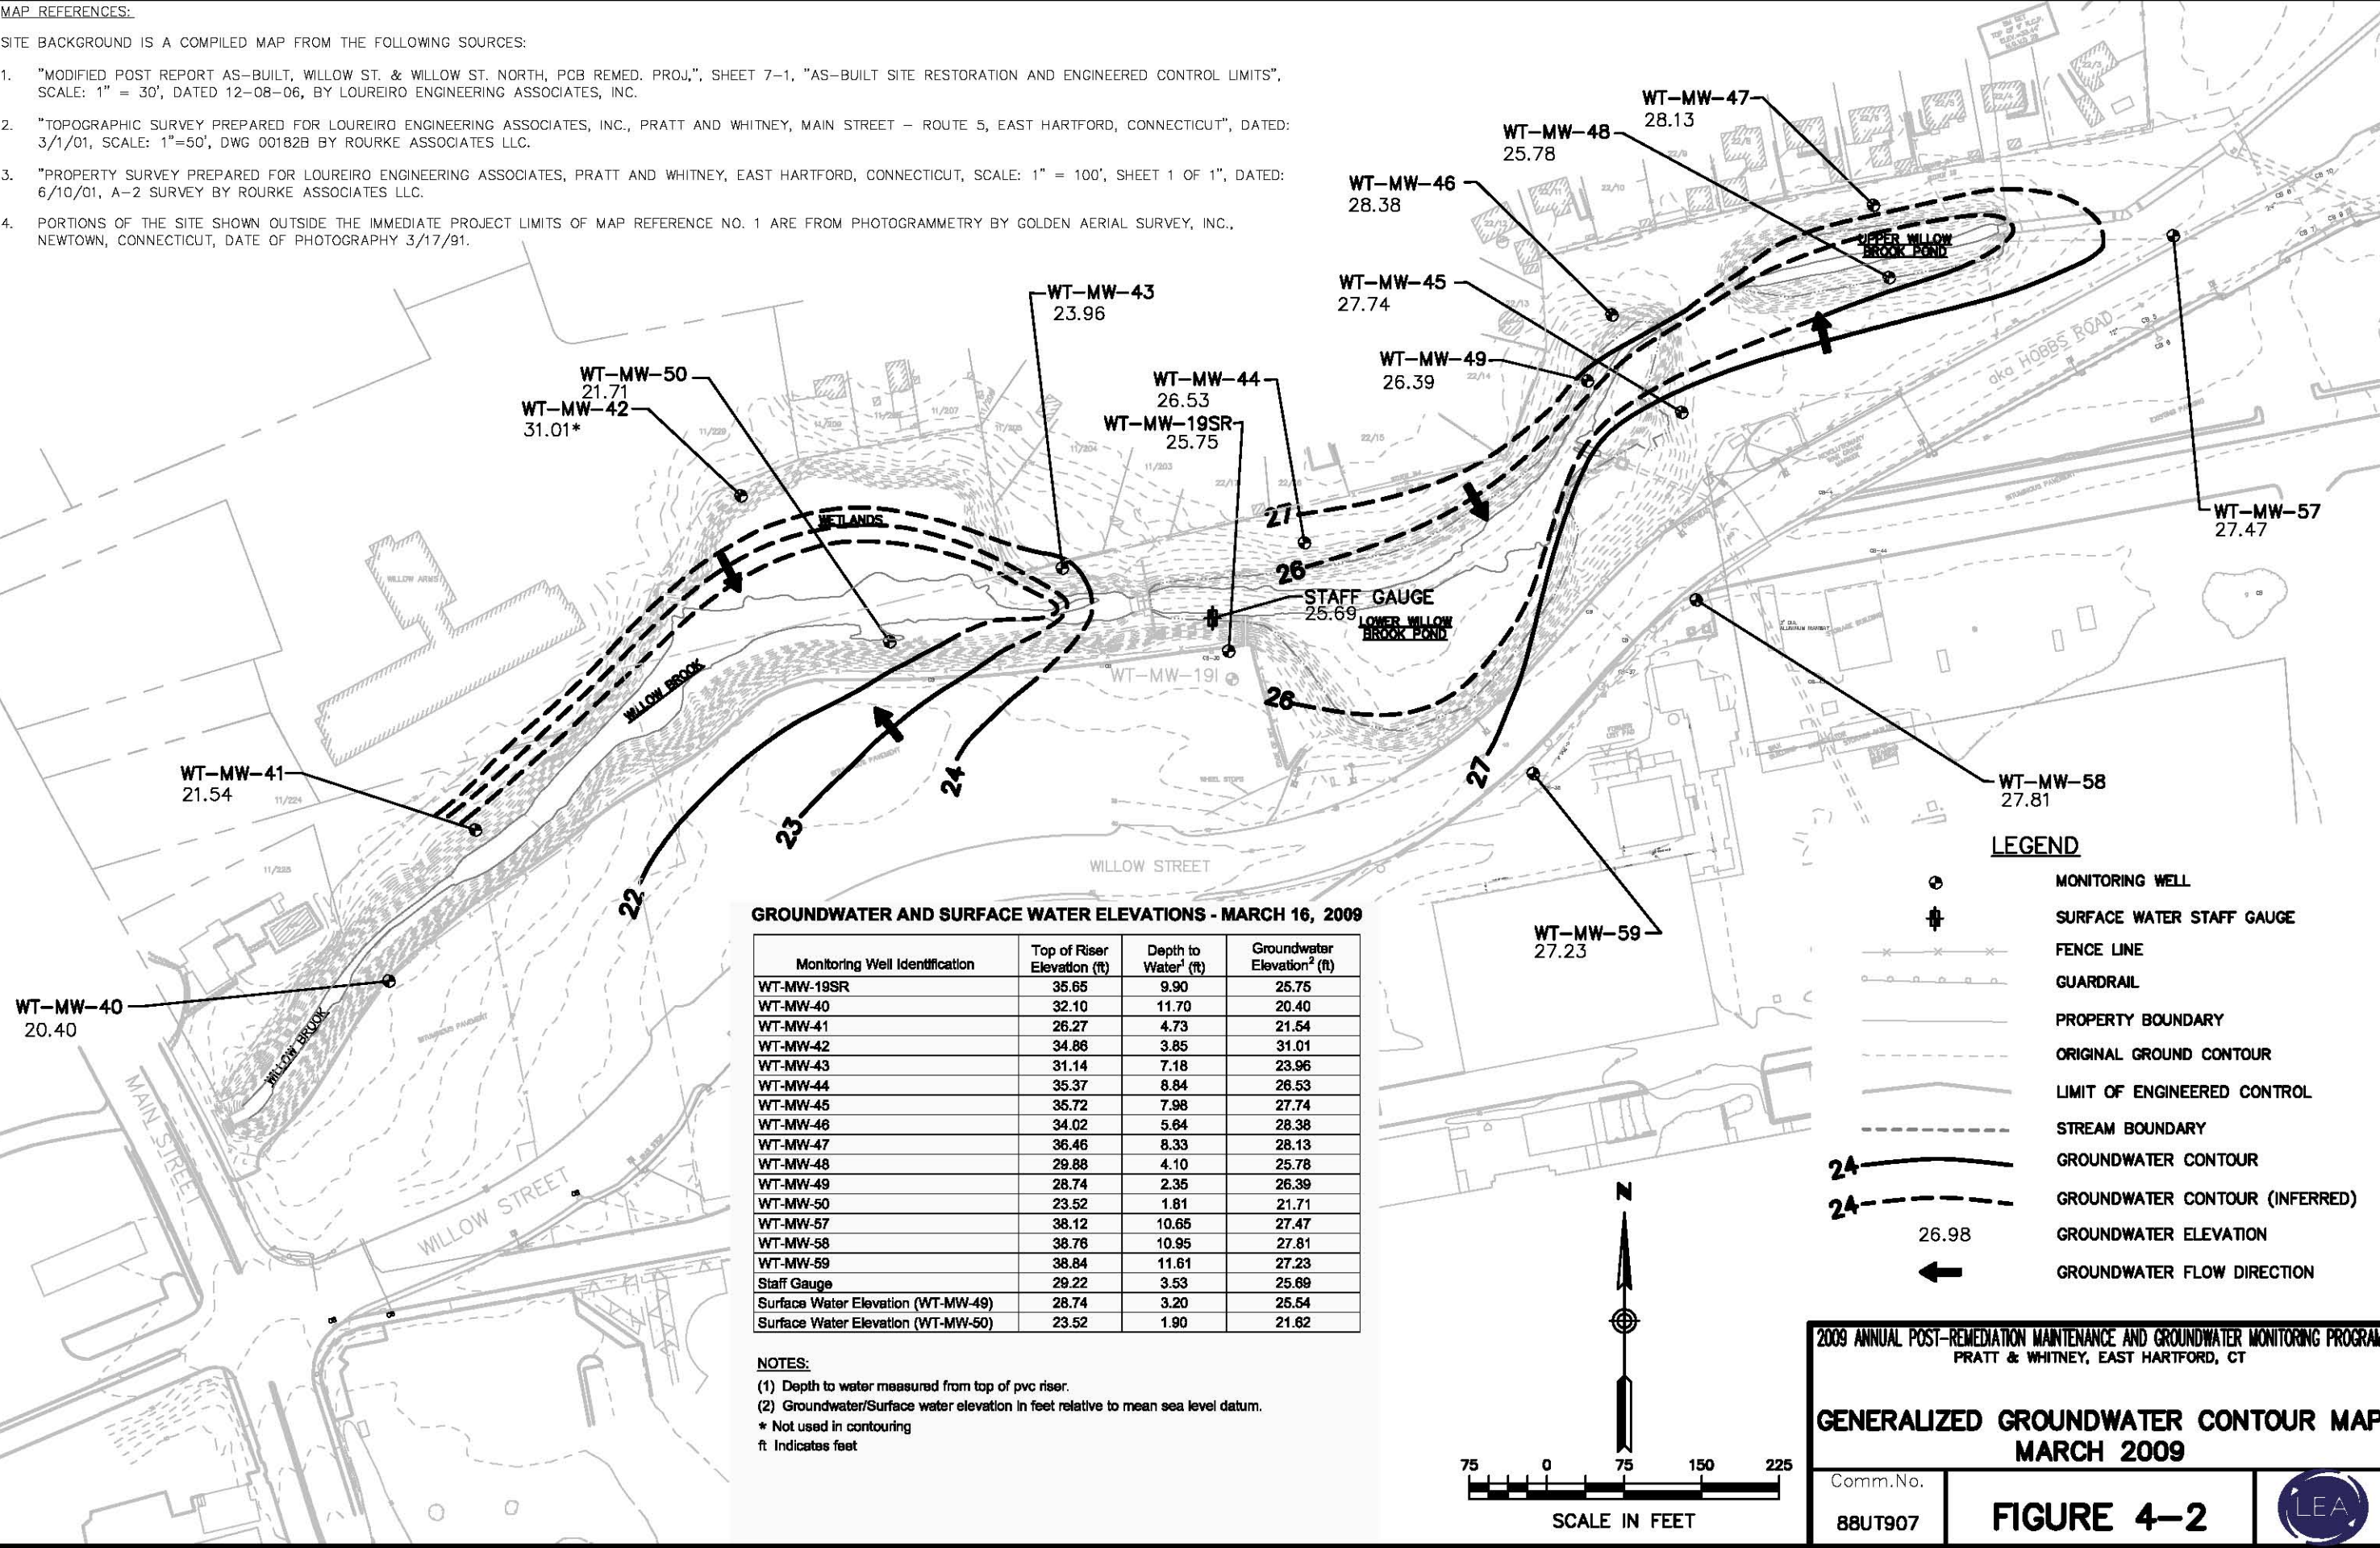 MAP REFERENCES:
SITE BACKGROUND IS A COMPILED MAP FROM THE FOLLOWING SOURCES:
1. "MODIFIED POST REPORT AS-BUILT, WILLOW ST. & WILLOW ST. NORTH, PCB REMED. PROJ,", SHEET 7-1, "AS-BUILT SITE RESTORATION AND ENGINEERED CONTROL LIMITS",
SCALE: 1" = 30', DATED 12-08-06, BY LOUREIRO ENGINEERING ASSOCIATES, INC.
2. "TOPOGRAPHIC SURVEY PREPARED FOR LOUREIRO ENGINEERING ASSOCIATES, INC., PRATT AND WHITNEY, MAIN STREET - ROUTE 5, EAST HARTFORD, CONNECTICUT", DATED:
3/1/01, SCALE: 1"=50', DWG 00182B BY ROURKE ASSOCIATES LLC.
3. "PROPERTY SURVEY PREPARED FOR LOUREIRO ENGINEERING ASSOCIATES, PRATT AND WHITNEY, EAST HARTFORD, CONNECTICUT, SCALE: 1" = 100', SHEET 1 OF 1", DATED:
6/10/01, A-2 SURVEY BY ROURKE ASSOCIATES LLC.
4. PORTIONS OF THE SITE SHOWN OUTSIDE THE IMMEDIATE PROJECT LIMITS OF MAP REFERENCE NO. 1 ARE FROM PHOTOGRAMMETRY BY GOLDEN AERIAL SURVEY, INC.,
NEWTOWN, CONNECTICUT, DATE OF PHOTOGRAPHY 3/17/91.
WT-MW-47
28.13
WT-MW-48
25.78
WT-MW-46
28.38
UPPER WILLOW
BROOK POND
WT-MW-45
27.74
WT-MW-43
23.96
WT-MW-49
26.39
WT-MW-50
21.71
WT-MW-42
31.01*
WT-MW-44
26.53
WT-MW-19SR
25.75
aka HOBBS ROAD
22/10
22/13
22/14
22/15
11/207
11/204
11/203
11/224
WT-MW-57
27.47
27
26
WETLANDS
WILLOW ARMS
STAFF GAUGE
25.69
LOWER WILLOW
BROOK POND
WT-MW-19I
26
WILLOW BROOK
WT-MW-41
21.54
24
23
22
27
WHEEL STOPS
WT-MW-58
27.81
WT-MW-59
27.23
WILLOW STREET
WT-MW-40
20.40
WILLOW BROOK
MAIN STREET
WILLOW STREET
GROUNDWATER AND SURFACE WATER ELEVATIONS - MARCH 16, 2009
Monitoring Well Identification Top of Riser Elevation (ft) Depth to Water1 (ft) Groundwater Elevation2 (ft)
WT-MW-19SR 35.65 9.90 25.75
WT-MW-40 32.10 11.70 20.40
WT-MW-41 26.27 4.73 21.54
WT-MW-42 34.86 3.85 31.01
WT-MW-43 31.14 7.18 23.96
WT-MW-44 35.37 8.84 26.53
WT-MW-45 35.72 7.98 27.74
WT-MW-46 34.02 5.64 28.38
WT-MW-47 36.46 8.33 28.13
WT-MW-48 29.88 4.10 25.78
WT-MW-49 28.74 2.35 26.39
WT-MW-50 23.52 1.81 21.71
WT-MW-57 38.12 10.65 27.47
WT-MW-58 38.76 10.95 27.81
WT-MW-59 38.84 11.61 27.23
Staff Gauge 29.22 3.53 25.69
Surface Water Elevation (WT-MW-49) 28.74 3.20 25.54
Surface Water Elevation (WT-MW-50) 23.52 1.90 21.62
NOTES:
(1) Depth to water measured from top of pvc riser.
(2) Groundwater/Surface water elevation in feet relative to mean sea level datum.
* Not used in contouring
ft Indicates feet
LEGEND
MONITORING WELL
SURFACE WATER STAFF GAUGE
FENCE LINE
GUARDRAIL
PROPERTY BOUNDARY
ORIGINAL GROUND CONTOUR
LIMIT OF ENGINEERED CONTROL
STREAM BOUNDARY
24 GROUNDWATER CONTOUR
24 GROUNDWATER CONTOUR (INFERRED)
26.98 GROUNDWATER ELEVATION
GROUNDWATER FLOW DIRECTION
N
75 0 75 150 225
SCALE IN FEET
2009 ANNUAL POST-REMEDIATION MAINTENANCE AND GROUNDWATER MONITORING PROGRAM
PRATT & WHITNEY, EAST HARTFORD, CT
GENERALIZED GROUNDWATER CONTOUR MAP
MARCH 2009
Comm.No.
88UT907
FIGURE 4-2
LEA